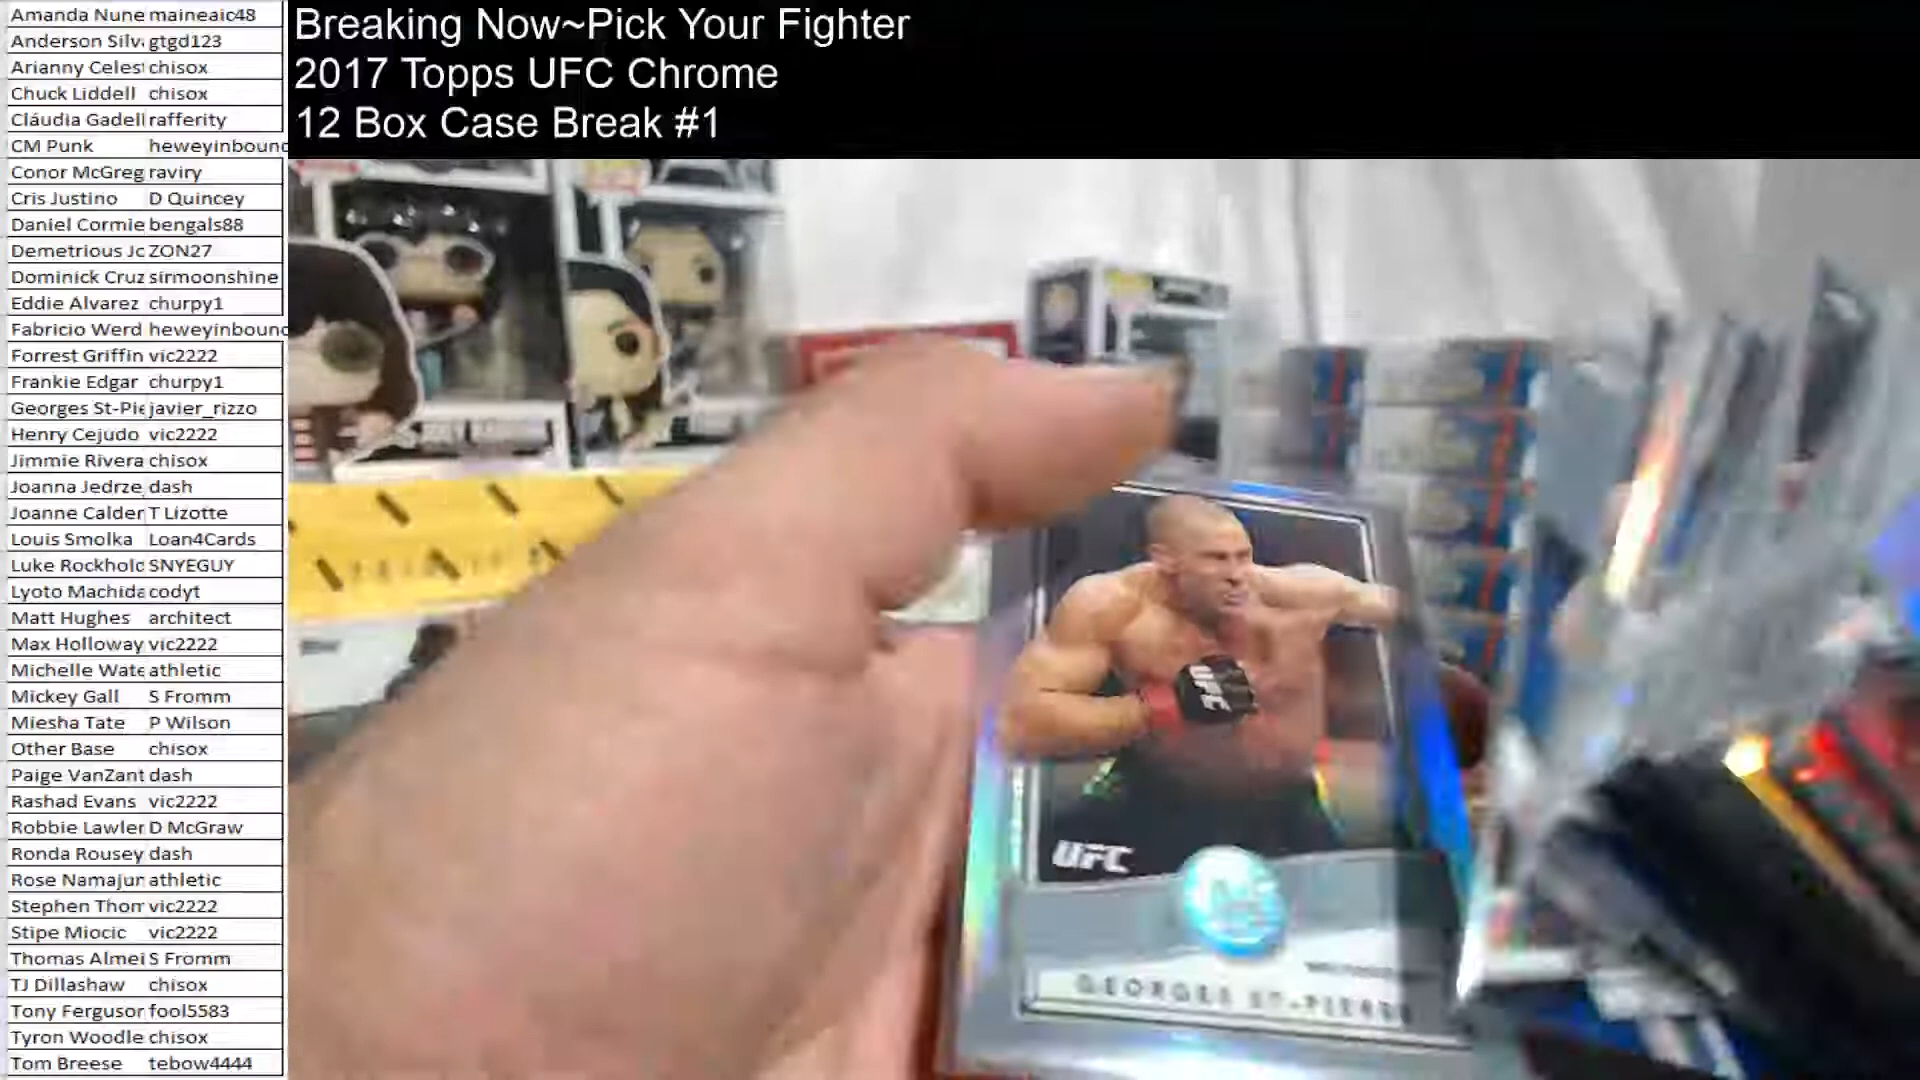 Breaking Now~Pick Your Fighter
2017 Topps UFC Chrome
12 Box Case Break #1
Amanda Nune maineaic48
Anderson Silv gtgd123
Arianny Celest chisox
Chuck Liddell chisox
Cláudia Gadell rafferity
CM Punk heweyinbound
Conor McGreg raviry
Cris Justino D Quincey
Daniel Cormie bengals88
Demetrious Jo ZON27
Dominick Cruz sirmoonshine
Eddie Alvarez churpy1
Fabricio Werd heweyinbound
Forrest Griffin vic2222
Frankie Edgar churpy1
Georges St-Pie javier_rizzo
Henry Cejudo vic2222
Jimmie Rivera chisox
Joanna Jedrze dash
Joanne Calder T Lizotte
Louis Smolka Loan4Cards
Luke Rockhold SNYEGUY
Lyoto Machida codyt
Matt Hughes architect
Max Holloway vic2222
Michelle Wate athletic
Mickey Gall S Fromm
Miesha Tate P Wilson
Other Base chisox
Paige VanZant dash
Rashad Evans vic2222
Robbie Lawler D McGraw
Ronda Rousey dash
Rose Namajun athletic
Stephen Thom vic2222
Stipe Miocic vic2222
Thomas Almei S Fromm
TJ Dillashaw chisox
Tony Ferguson fool5583
Tyron Woodle chisox
Tom Breese tebow4444
UFC
UFC
GEORGES ST-PIERRE